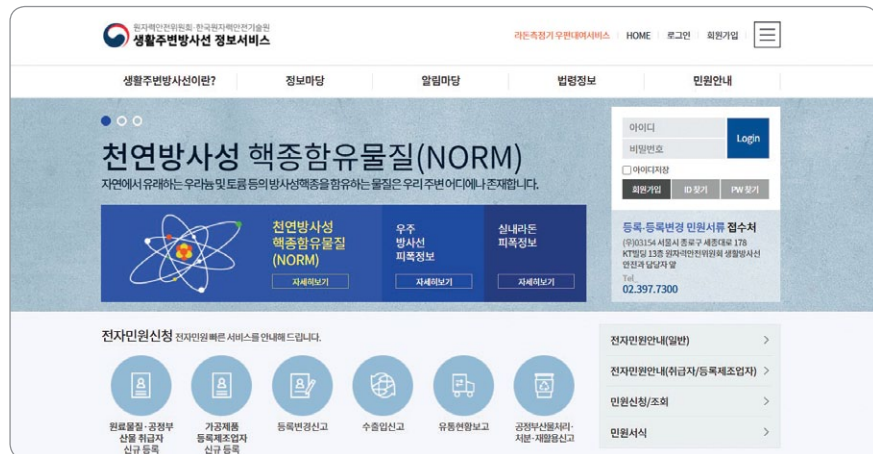 원자력안전위원회·한국원자력안전기술원
생활주변방사선 정보서비스
라돈측정기 우편대여서비스 HOME 로그인 회원가입
생활주변방사선이란? 정보마당 알림마당 법령정보 민원안내
천연방사성 핵종함유물질(NORM)
자연에서 유래하는 우라늄 및 토륨 등의 방사성핵종을 함유하는 물질은 우리 주변 어디에나 존재합니다.
천연방사성
핵종함유물질
(NORM)
자세히보기
우주
방사선
피폭정보
자세히보기
실내라돈
피폭정보
자세히보기
아이디
비밀번호
Login
아이디저장
회원가입 ID 찾기 PW 찾기
등록·등록변경 민원서류 접수처
(우)03154 서울시 종로구 세종대로 178
KT빌딩 13층 원자력안전위원회 생활방사선
안전과 담당자 앞
Tel_
02.397.7300
전자민원신청 전자민원 빠른 서비스를 안내해 드립니다.
원료물질·공정부
산물 취급자
신규 등록
가공제품
등록제조업자
신규 등록
등록변경신고
수출입신고
유통현황보고
공정부산물처리·
처분·재활용신고
전자민원안내(일반)
전자민원안내(취급자/등록제조업자)
민원신청/조회
민원서식